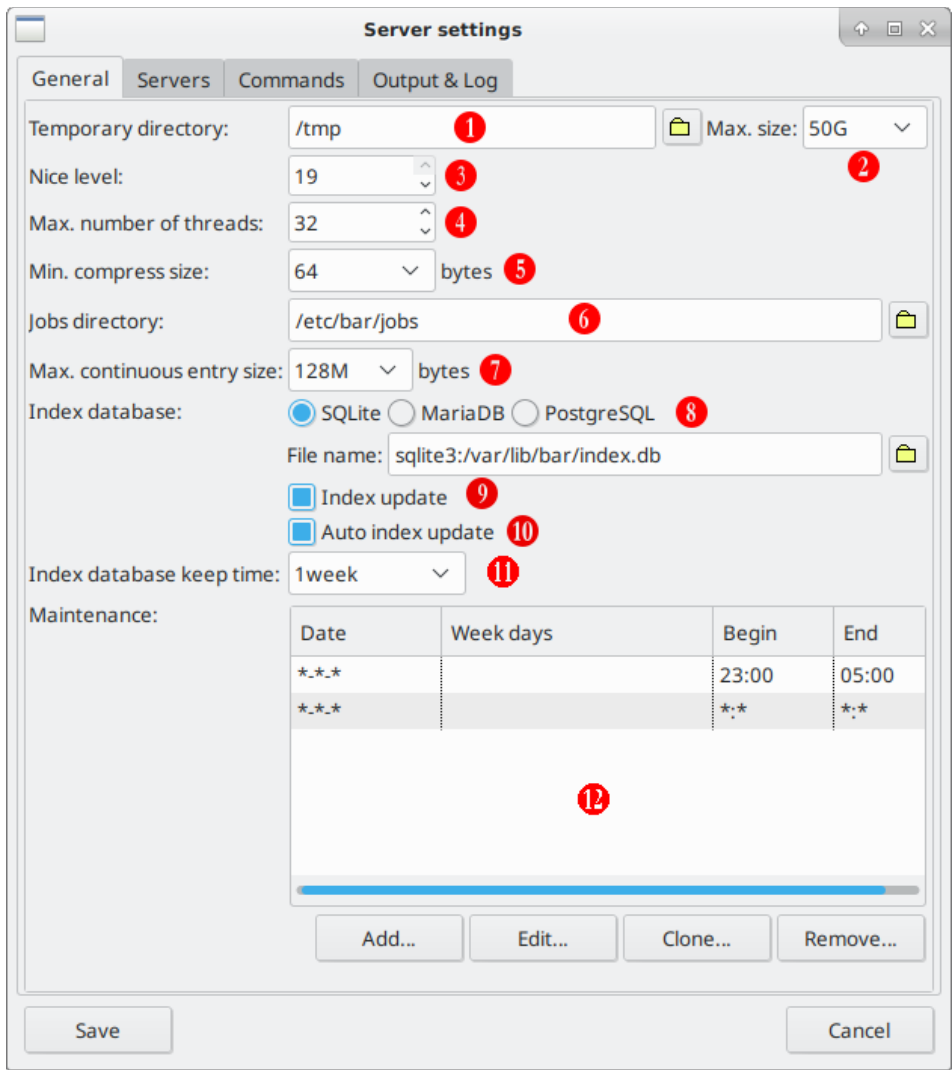 Server settings
General Servers Commands Output & Log
Temporary directory: /tmp 1 Max. size: 50G
2
Nice level: 19 3
Max. number of threads: 32 4
Min. compress size: 64 bytes 5
Jobs directory: /etc/bar/jobs 6
Max. continuous entry size: 128M bytes 7
Index database: SQLite MariaDB PostgreSQL 8
File name: sqlite3:/var/lib/bar/index.db
Index update 9
Auto index update 10
Index database keep time: 1week 11
Maintenance:
Date Week days Begin End
*-*-* 23:00 05:00
*-*-* *:* *:*
12
Add... Edit... Clone... Remove...
Save Cancel